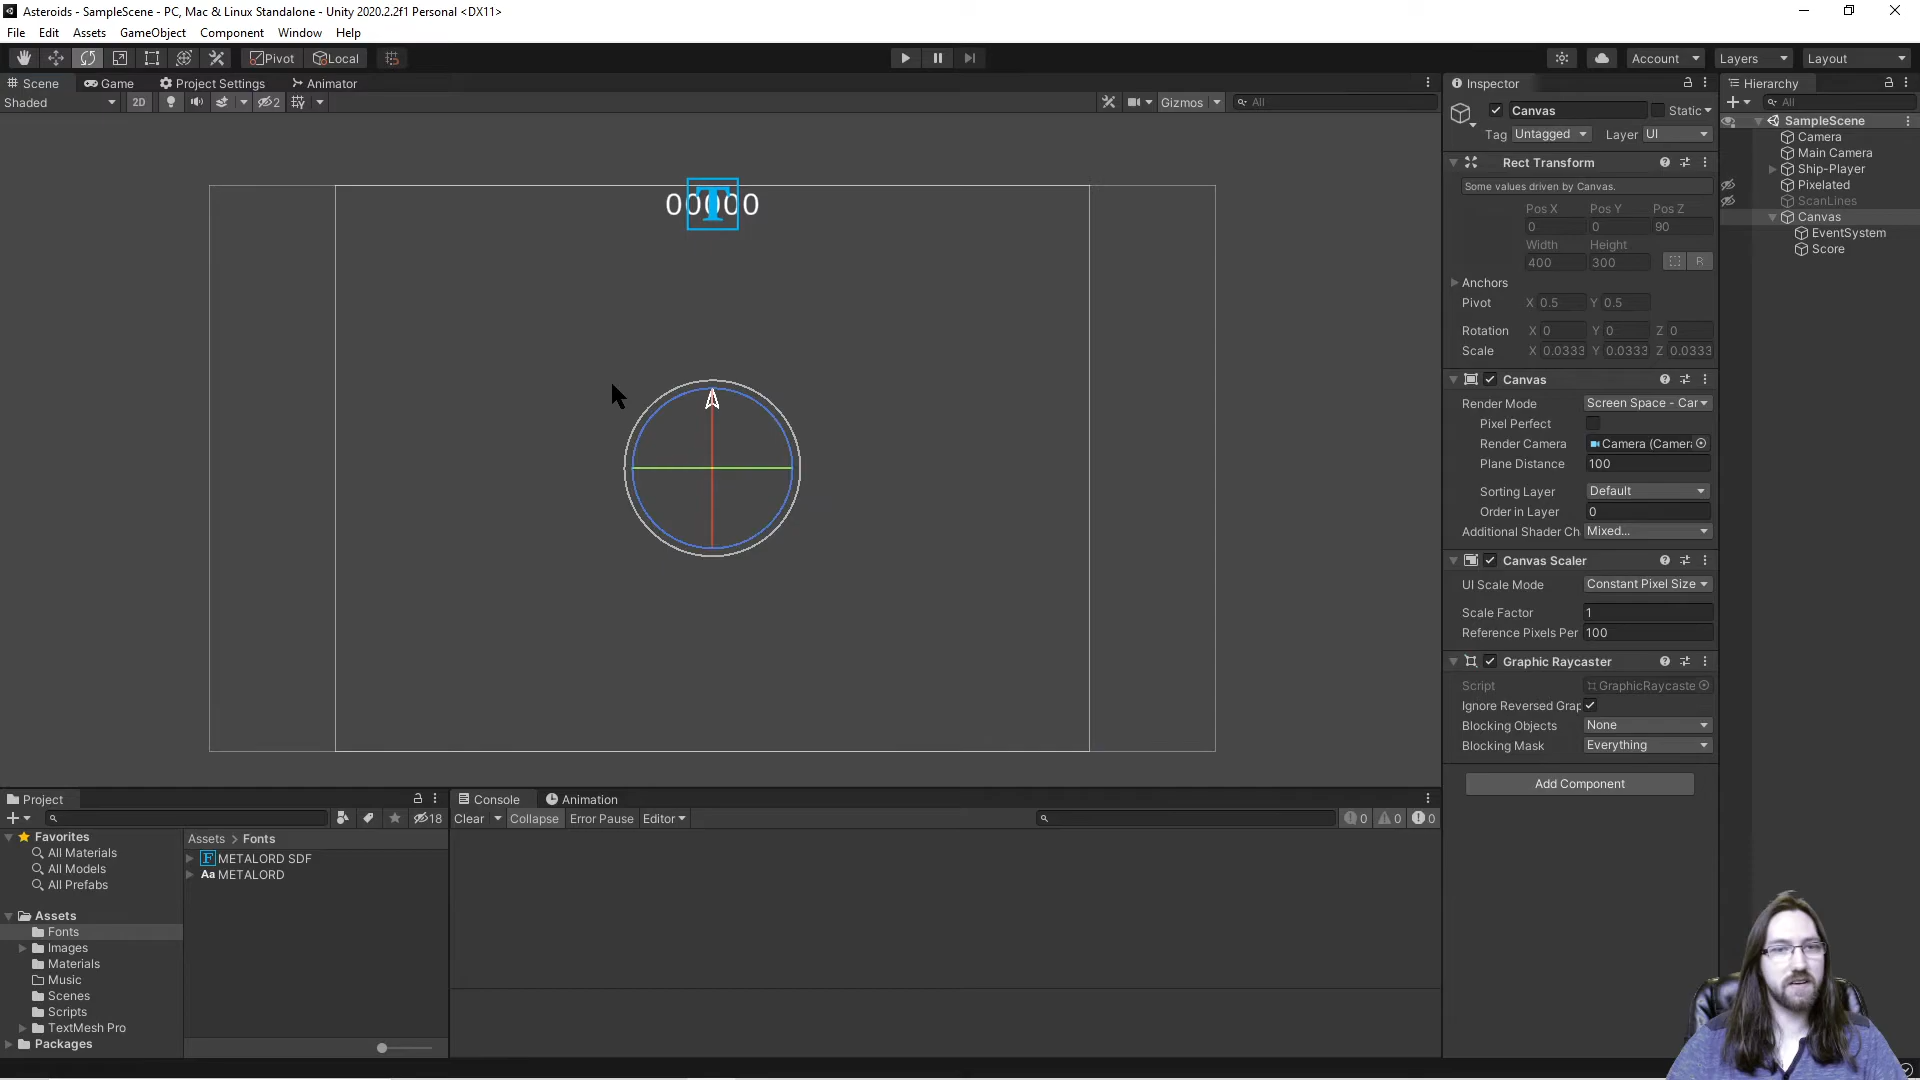 Asteroids - SampleScene - PC, Mac & Linux Standalone - Unity 2020.2.2f1 Personal <DX11>
File Edit Assets GameObject Component Window Help
Pivot Local Account Layers Layout
Scene Game Project Settings Animator
Shaded 2D 2 Gizmos All
00000
T
Inspector
Canvas Static
Tag Untagged Layer UI
Rect Transform
Some values driven by Canvas.
Pos X Pos Y Pos Z
0 0 90
Width Height
400 300 R
Anchors
Pivot X 0.5 Y 0.5
Rotation X 0 Y 0 Z 0
Scale X 0.0333 Y 0.0333 Z 0.0333
Canvas
Render Mode Screen Space - Car
Pixel Perfect
Render Camera Camera (Camera
Plane Distance 100
Sorting Layer Default
Order in Layer 0
Additional Shader Ch Mixed...
Canvas Scaler
UI Scale Mode Constant Pixel Size
Scale Factor 1
Reference Pixels Per 100
Graphic Raycaster
Script GraphicRaycaste
Ignore Reversed Grap
Blocking Objects None
Blocking Mask Everything
Add Component
Hierarchy
All
SampleScene
Camera
Main Camera
Ship-Player
Pixelated
ScanLines
Canvas
EventSystem
Score
Project
18
Favorites
All Materials
All Models
All Prefabs
Assets
Fonts
Images
Materials
Music
Scenes
Scripts
TextMesh Pro
Packages
Assets > Fonts
F METALORD SDF
Aa METALORD
Console Animation
Clear Collapse Error Pause Editor 0 0 0